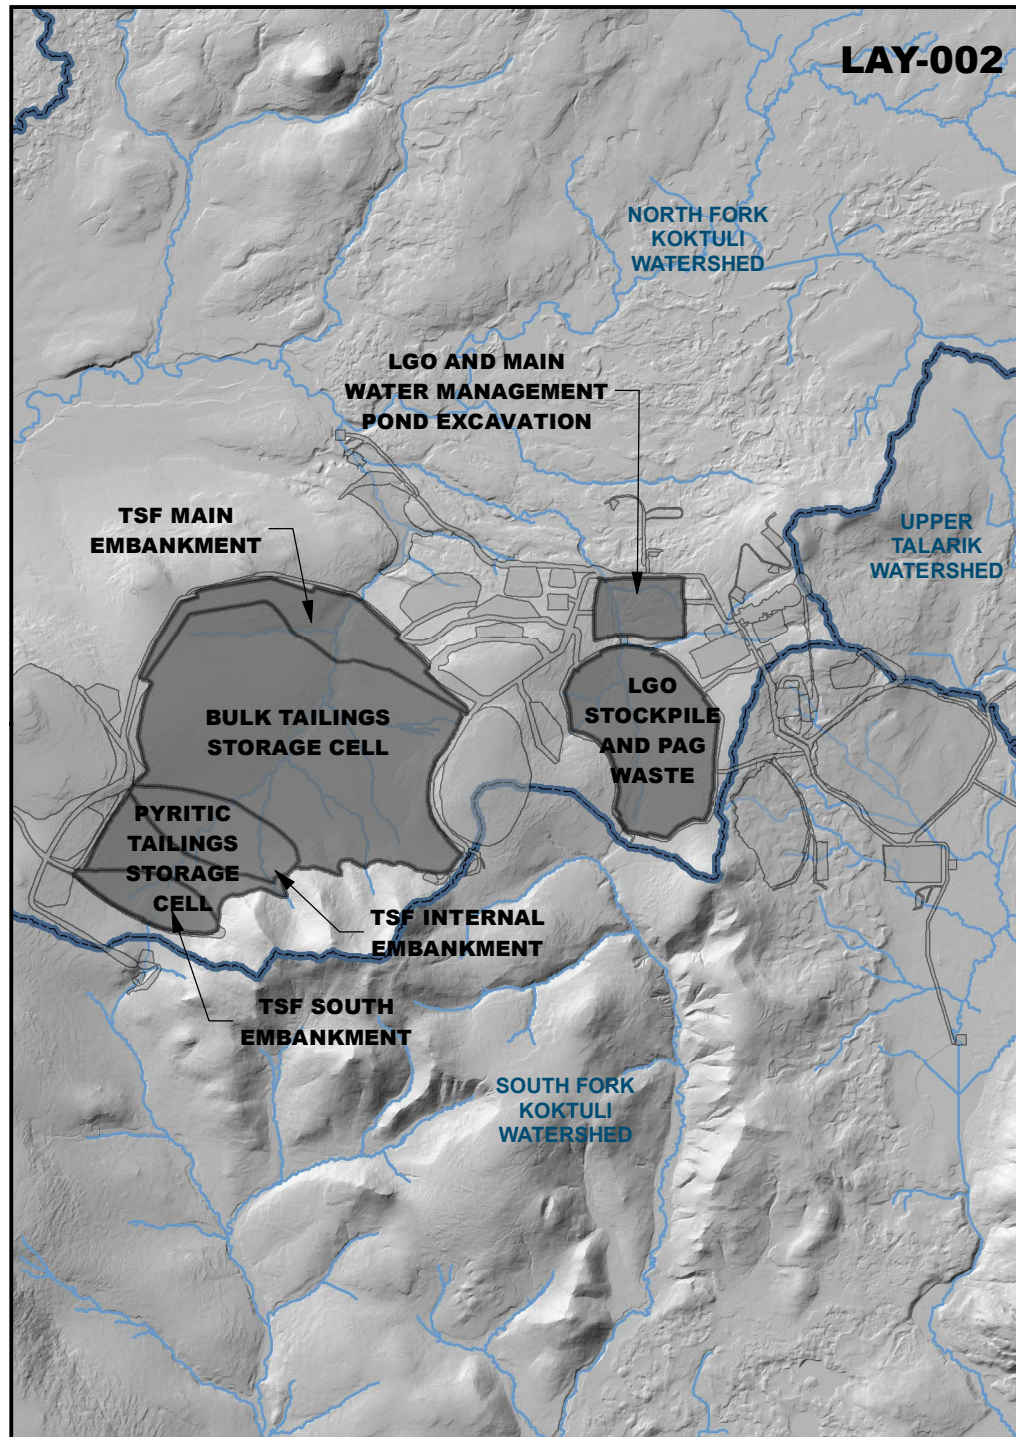 LAY-002
NORTH FORK
KOKTULI
WATERSHED
LGO AND MAIN
WATER MANAGEMENT
POND EXCAVATION
TSF MAIN
EMBANKMENT
UPPER
TALARIK
WATERSHED
BULK TAILINGS
STORAGE CELL
LGO
STOCKPILE
AND PAG
WASTE
PYRITIC
TAILINGS
STORAGE
CELL
TSF INTERNAL
EMBANKMENT
TSF SOUTH
EMBANKMENT
SOUTH FORK
KOKTULI
WATERSHED